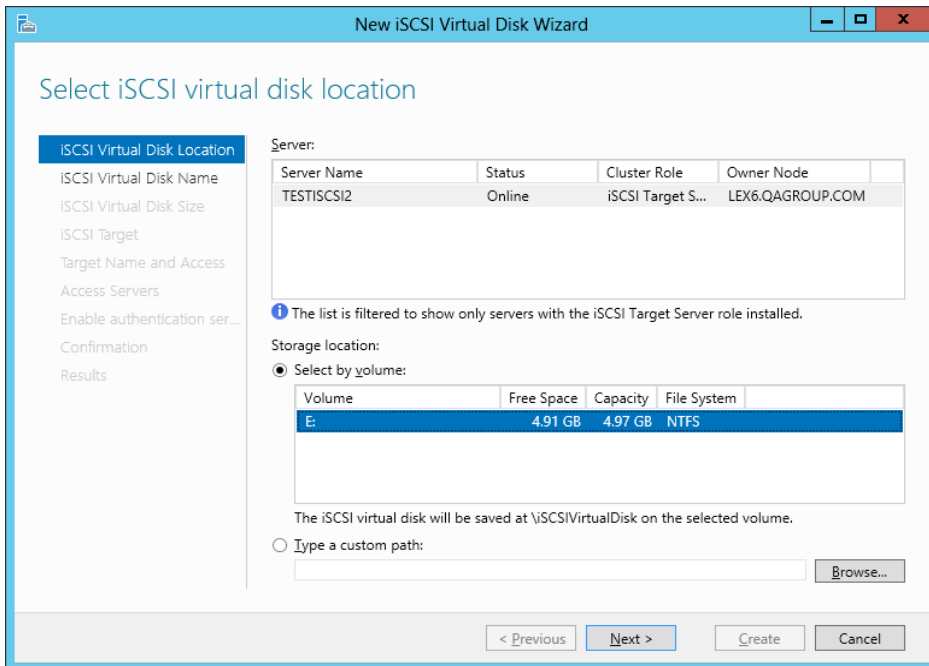 New iSCSI Virtual Disk Wizard
Select iSCSI virtual disk location
iSCSI Virtual Disk Location
iSCSI Virtual Disk Name
iSCSI Virtual Disk Size
iSCSI Target
Target Name and Access
Access Servers
Enable authentication ser...
Confirmation
Results
Server:
Server Name Status Cluster Role Owner Node
TESTISCSI2 Online iSCSI Target S... LEX6.QAGROUP.COM
The list is filtered to show only servers with the iSCSI Target Server role installed.
Storage location:
Select by volume:
Volume Free Space Capacity File System
E: 4.91 GB 4.97 GB NTFS
The iSCSI virtual disk will be saved at \iSCSIVirtualDisk on the selected volume.
Type a custom path:
Browse...
< Previous Next > Create Cancel